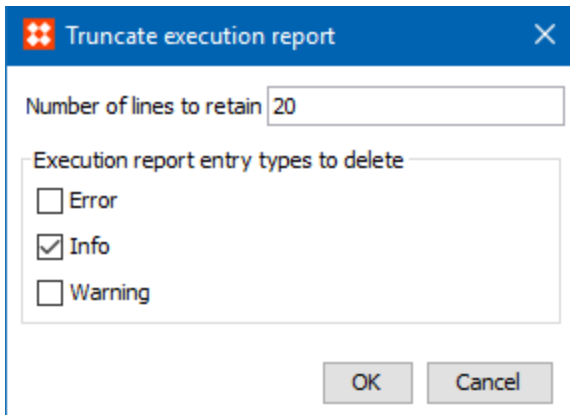 Truncate execution report
Number of lines to retain 20
Execution report entry types to delete
Error
Info
Warning
OK Cancel